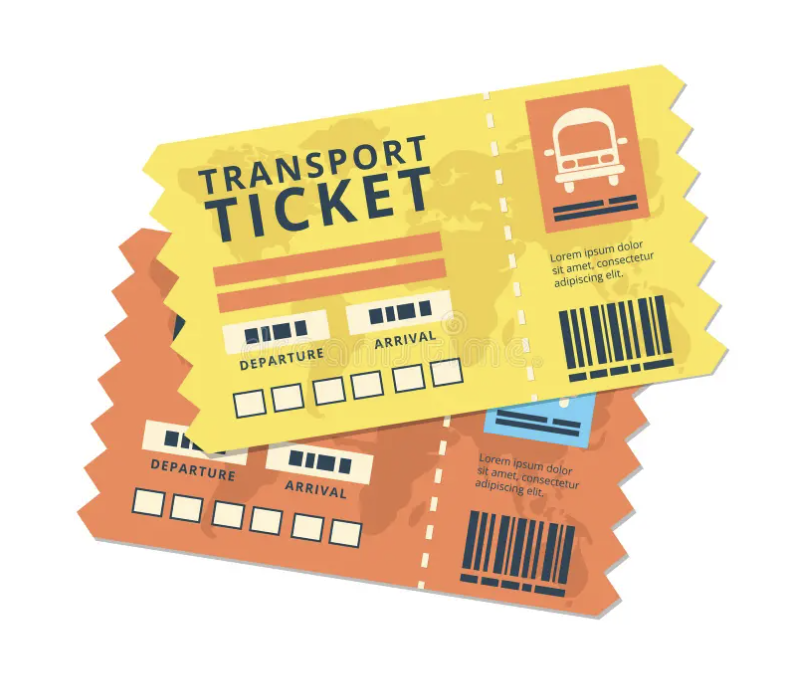 TRANSPORT
TICKET
DEPARTURE
ARRIVAL
Lorem ipsum dolor
sit amet, consectetur
adipiscing elit.
DEPARTURE
ARRIVAL
Lorem ipsum dolor
sit amet, consectetur
adipiscing elit.
dreamstime.